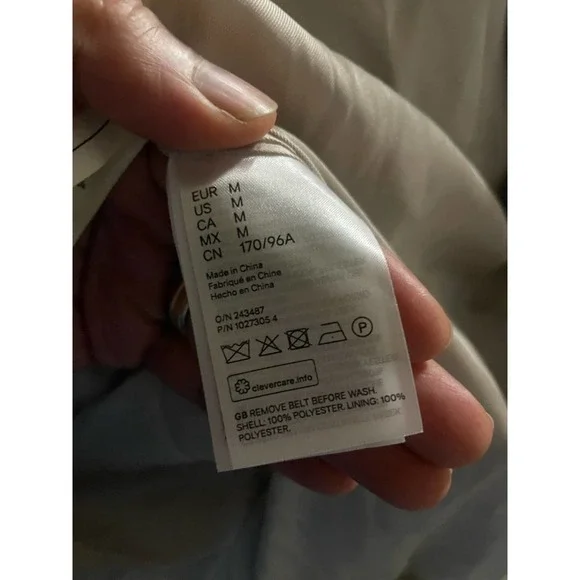 EUR M
US M
CA M
MX M
CN 170/96A
Made in China
Fabriqué en Chine
Hecho en China
O/N 243487
P/N 1027305 4
P
clevercare.info
GB REMOVE BELT BEFORE WASH.
SHELL: 100% POLYESTER. LINING: 100%
POLYESTER.